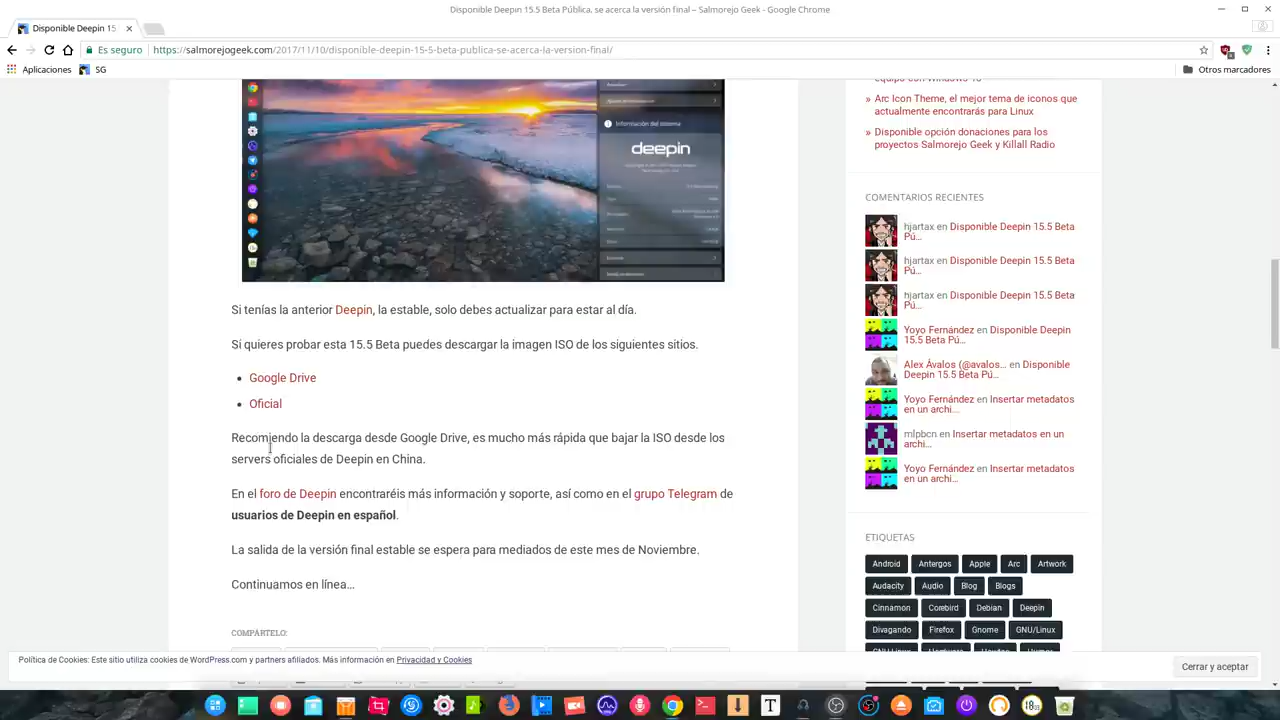 Disponible Deepin 15.5 Beta Pública, se acerca la versión final – Salmorejo Geek - Google Chrome
Disponible Deepin 15
Es seguro
https://salmorejogeek.com/2017/11/10/disponible-deepin-15-5-beta-publica-se-acerca-la-version-final/
Aplicaciones
SG
Otros marcadores
Información del sistema
deepin
Si tenías la anterior Deepin, la estable, solo debes actualizar para estar al día.
Si quieres probar esta 15.5 Beta puedes descargar la imagen ISO de los siguientes sitios.
Google Drive
Oficial
Recomiendo la descarga desde Google Drive, es mucho más rápida que bajar la ISO desde los
servers oficiales de Deepin en China.
En el foro de Deepin encontraréis más información y soporte, así como en el grupo Telegram de
usuarios de Deepin en español.
La salida de la versión final estable se espera para mediados de este mes de Noviembre.
Continuamos en línea…
COMPÁRTELO:
equipo con Windows 10
» Arc Icon Theme, el mejor tema de iconos que
actualmente encontrarás para Linux
» Disponible opción donaciones para los
proyectos Salmorejo Geek y Killall Radio
COMENTARIOS RECIENTES
hjartax en Disponible Deepin 15.5 Beta
Pú…
hjartax en Disponible Deepin 15.5 Beta
Pú…
hjartax en Disponible Deepin 15.5 Beta
Pú…
Yoyo Fernández en Disponible Deepin
15.5 Beta Pú…
Alex Ávalos (@avalos… en Disponible
Deepin 15.5 Beta Pú…
Yoyo Fernández en Insertar metadatos
en un archi…
mlpbcn en Insertar metadatos en un
archi…
Yoyo Fernández en Insertar metadatos
en un archi…
ETIQUETAS
Android Antergos Apple Arc Artwork
Audacity Audio Blog Blogs
Cinnamon Corebird Debian Deepin
Divagando Firefox Gnome GNU/Linux
Política de Cookies: Este sitio utiliza cookies de WordPress.com y partners afiliados. Más información en Privacidad y Cookies
Cerrar y aceptar